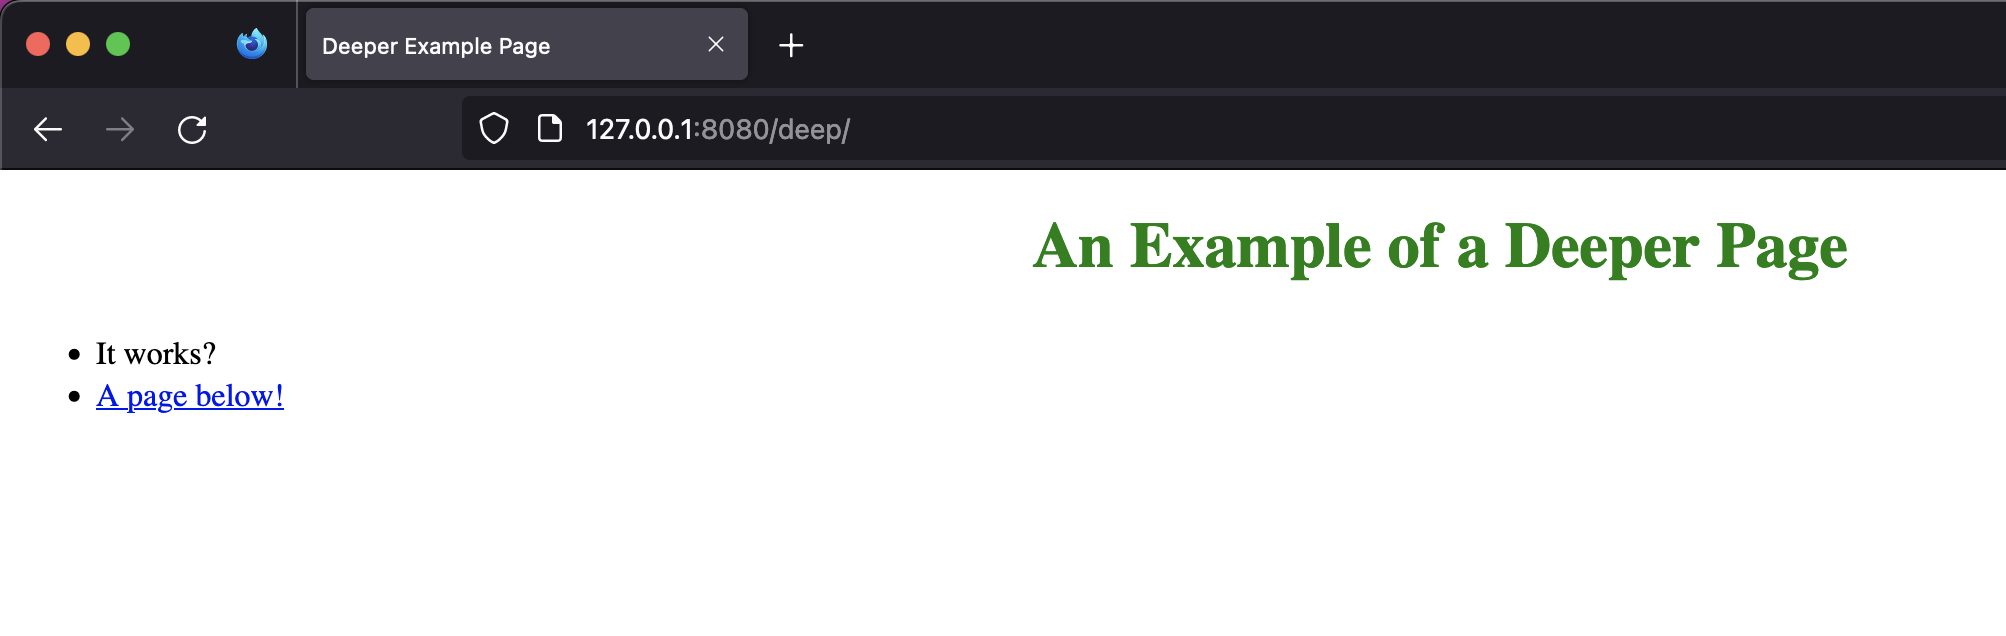 Deeper Example Page
127.0.0.1:8080/deep/
An Example of a Deeper Page
It works?
A page below!